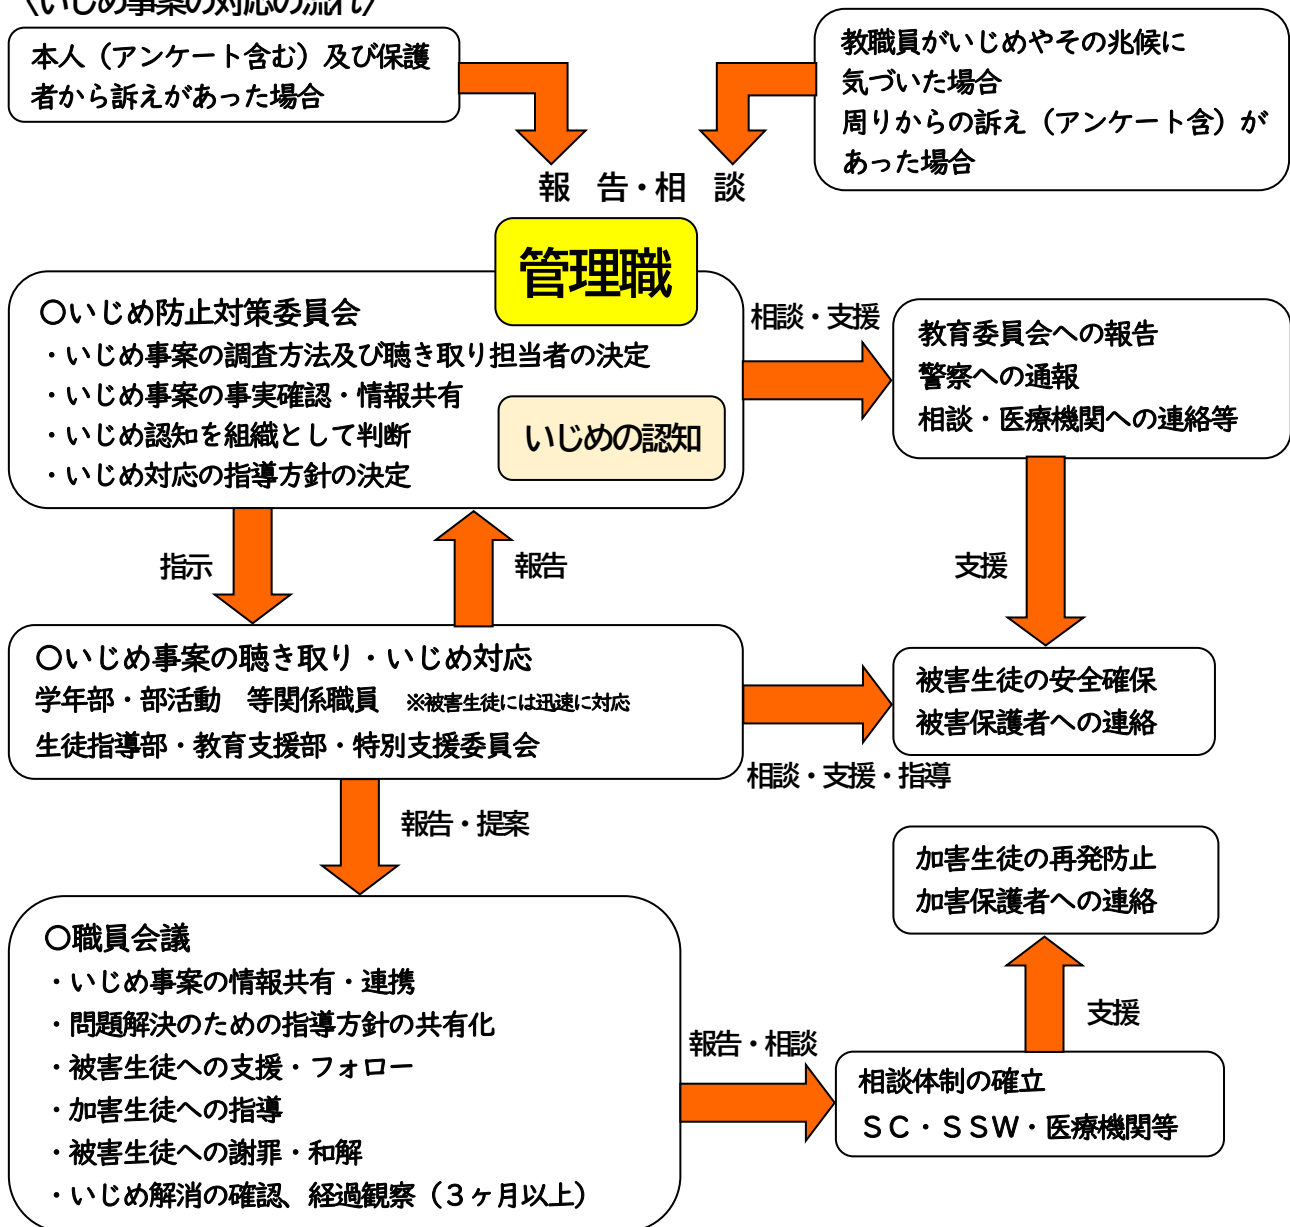 〈いじめ事案の対応の流れ〉
本人（アンケート含む）及び保護
者から訴えがあった場合
教職員がいじめやその兆候に
気づいた場合
周りからの訴え（アンケート含）が
あった場合
報　告・相　談
管理職
〇いじめ防止対策委員会
・いじめ事案の調査方法及び聴き取り担当者の決定
・いじめ事案の事実確認・情報共有
・いじめ認知を組織として判断
・いじめ対応の指導方針の決定
いじめの認知
相談・支援
教育委員会への報告
警察への通報
相談・医療機関への連絡等
指示
報告
支援
〇いじめ事案の聴き取り・いじめ対応
学年部・部活動　等関係職員　※被害生徒には迅速に対応
生徒指導部・教育支援部・特別支援委員会
被害生徒の安全確保
被害保護者への連絡
相談・支援・指導
報告・提案
加害生徒の再発防止
加害保護者への連絡
〇職員会議
・いじめ事案の情報共有・連携
・問題解決のための指導方針の共有化
・被害生徒への支援・フォロー
・加害生徒への指導
・被害生徒への謝罪・和解
・いじめ解消の確認、経過観察（３ヶ月以上）
報告・相談
支援
相談体制の確立
ＳＣ・ＳＳＷ・医療機関等